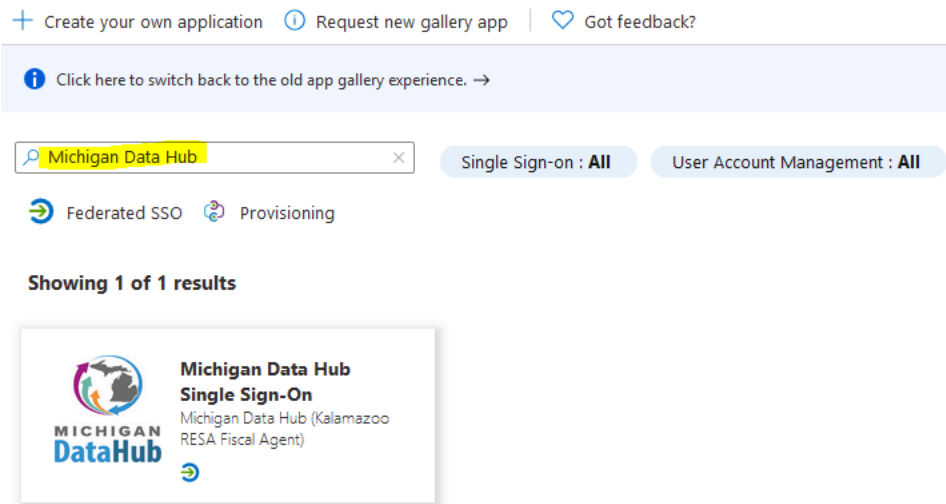 Create your own application Request new gallery app Got feedback?
Click here to switch back to the old app gallery experience. →
Michigan Data Hub Single Sign-on : All User Account Management : All
Federated SSO Provisioning
Showing 1 of 1 results
Michigan Data Hub
Single Sign-On
Michigan Data Hub (Kalamazoo
RESA Fiscal Agent)
MICHIGAN
DataHub